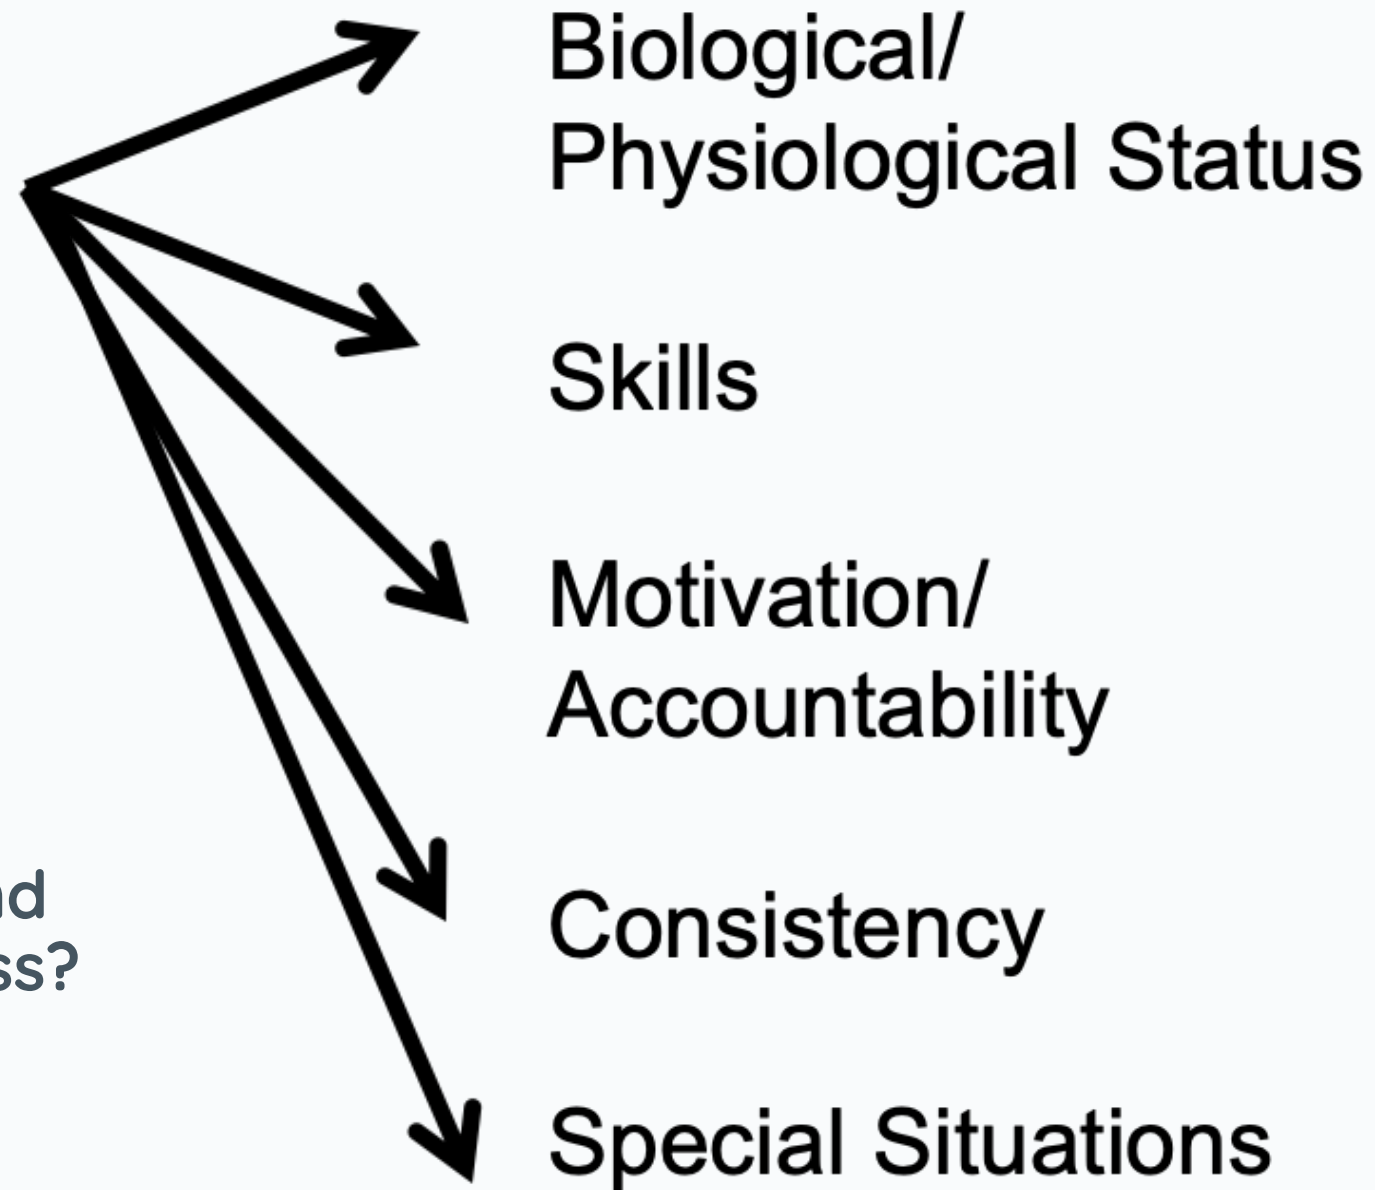 Biological/
Physiological Status
Skills
Motivation/
Accountability
Consistency
Special Situations